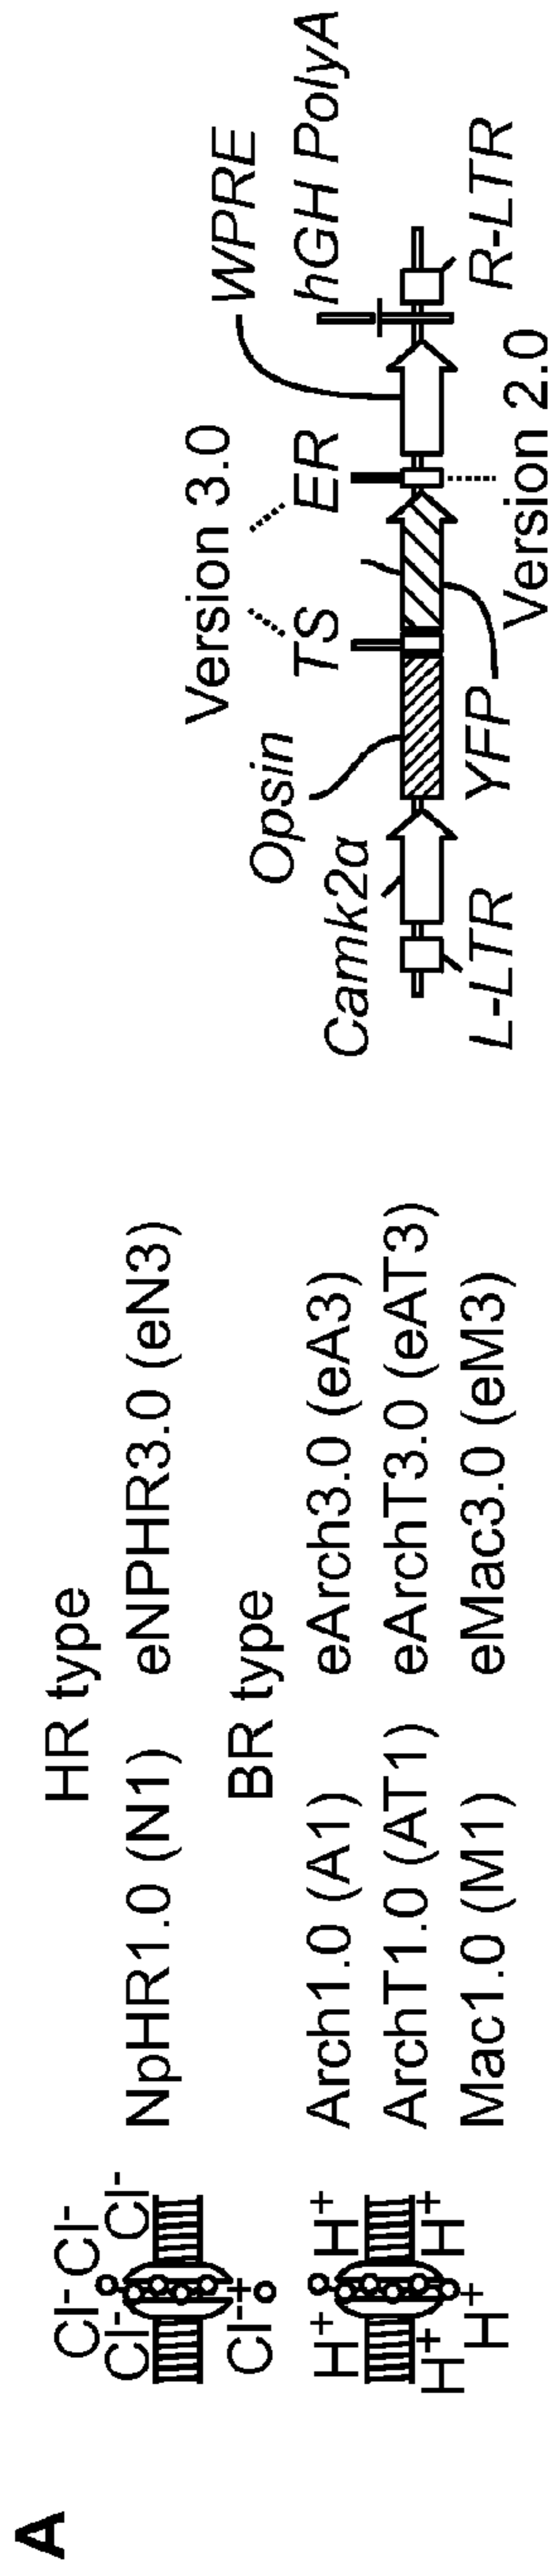 A
Cl- Cl-
Cl- Cl-
Cl-
HR type
NpHR1.0 (N1) eNPHR3.0 (eN3)
H+ H+
H+ H+
H+
BR type
Arch1.0 (A1) eArch3.0 (eA3)
ArchT1.0 (AT1) eArchT3.0 (eAT3)
Mac1.0 (M1) eMac3.0 (eM3)
Version 3.0
WPRE
Opsin
TS
ER
hGH PolyA
Camk2α
L-LTR
YFP
Version 2.0
R-LTR